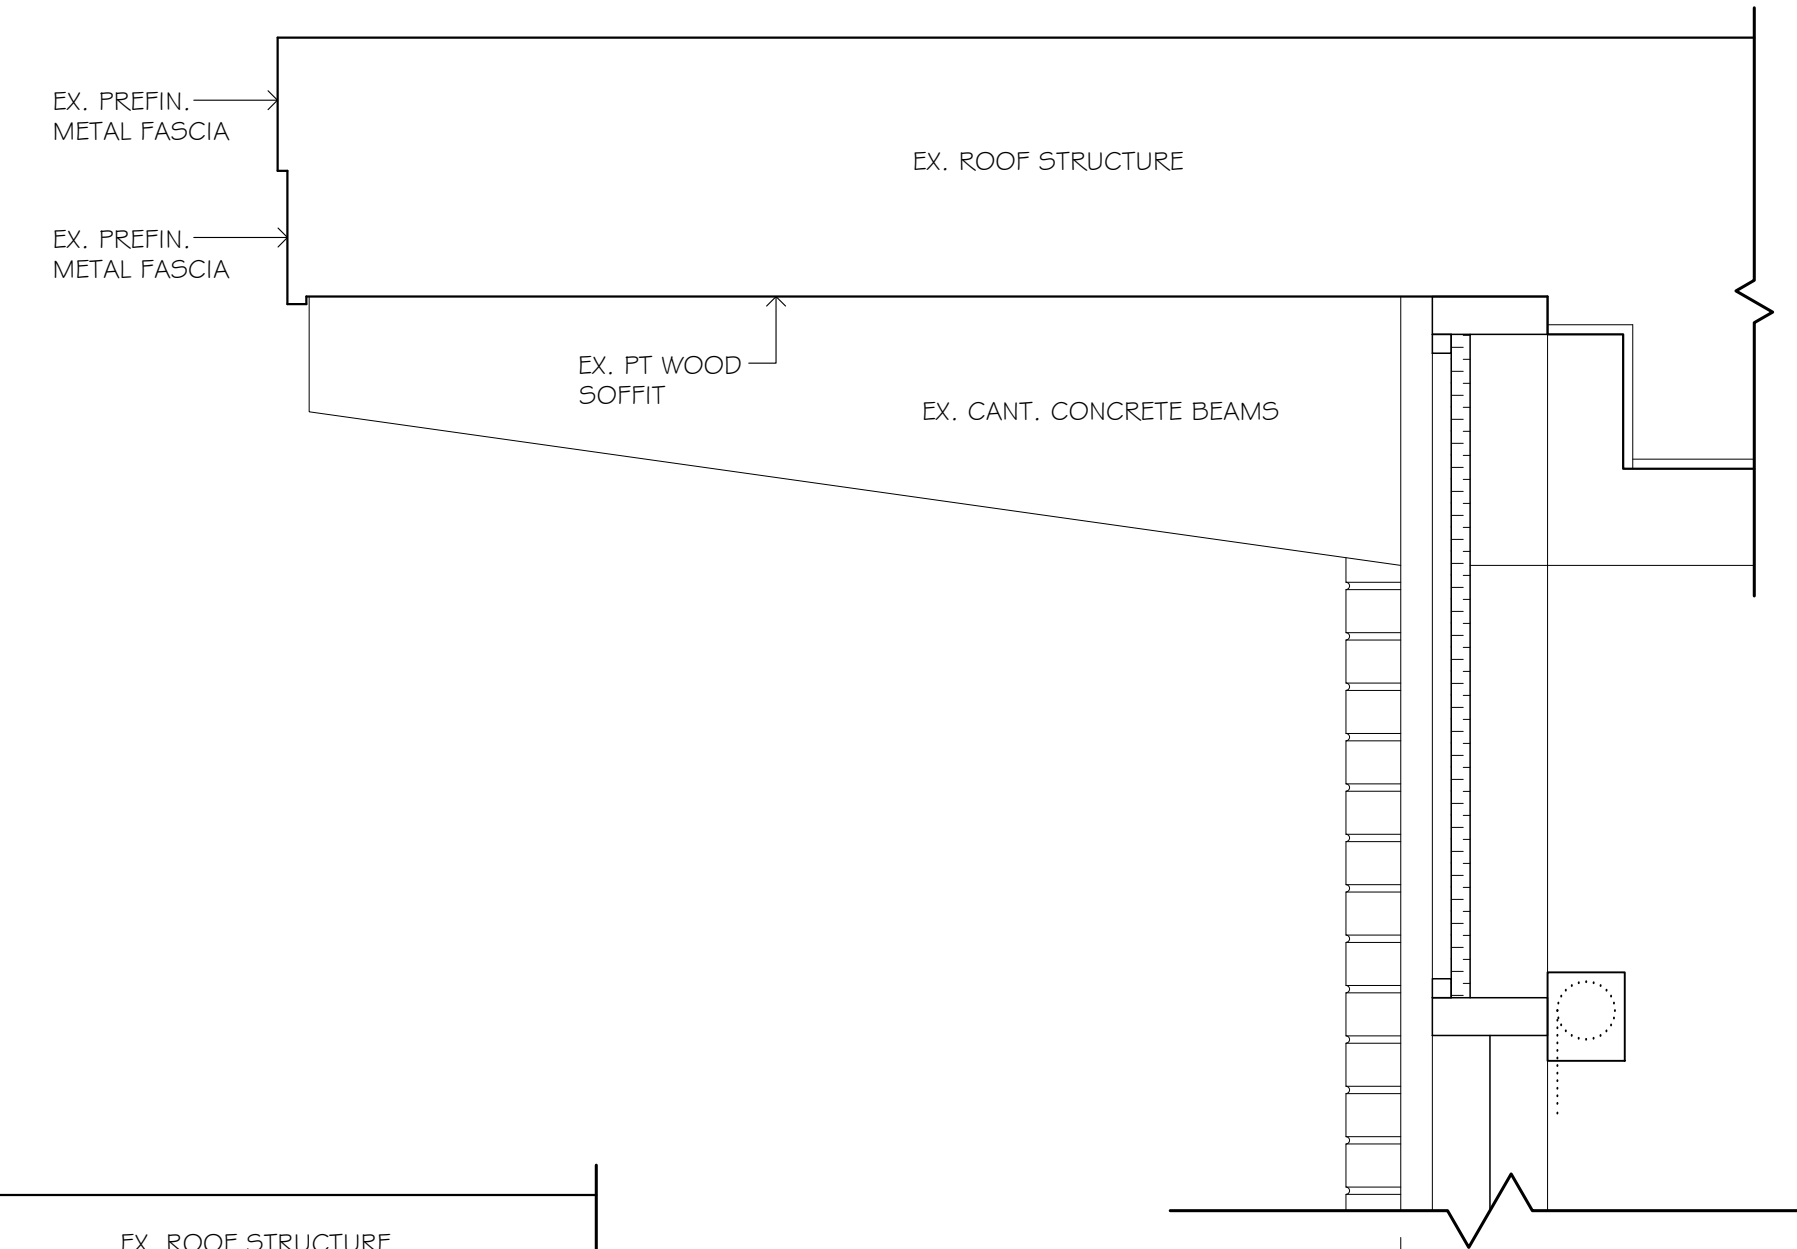 EX. PREFIN.
METAL FASCIA
EX. ROOF STRUCTURE
EX. PREFIN.
METAL FASCIA
EX. PT WOOD
SOFFIT
EX. CANT. CONCRETE BEAMS
EX. ROOF STRUCTURE